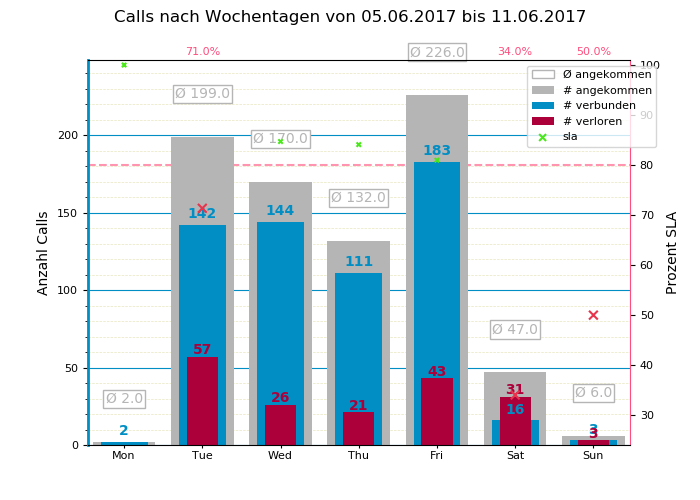 Calls nach Wochentagen von 05.06.2017 bis 11.06.2017
71.0% 34.0% 50.0%
Ø 226.0
Ø angekommen
# angekommen
# verbunden
# verloren
sla
100
90
80
70
60
50
40
30
Prozent SLA
Anzahl Calls
200
150
100
50
0
Ø 199.0
Ø 170.0
Ø 132.0
Ø 47.0
Ø 6.0
Ø 2.0
183
142
144
111
57
26
21
43
31
16
2
3
3
Mon Tue Wed Thu Fri Sat Sun